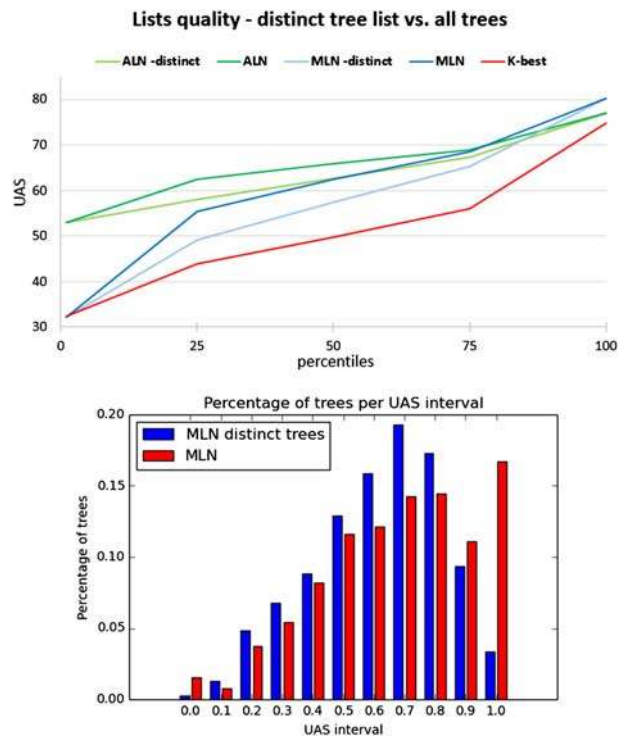 Lists quality - distinct tree list vs. all trees
ALN -distinct ALN MLN -distinct MLN K-best
80
70
60
50
40
30
UAS
0 25 50 75 100
percentiles
Percentage of trees per UAS interval
0.20
0.15
0.10
0.05
0.00
Percentage of trees
MLN distinct trees
MLN
0.0 0.1 0.2 0.3 0.4 0.5 0.6 0.7 0.8 0.9 1.0
UAS interval